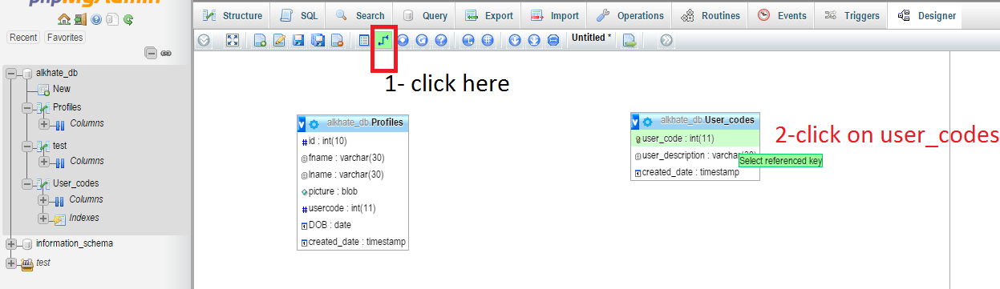 phpMyAdmin
Structure SQL Search Query Export Import Operations Routines Events Triggers Designer
Recent Favorites
Untitled *
alkhate_db
New
Profiles
Columns
test
Columns
User_codes
Columns
Indexes
information_schema
test
1- click here
alkhate_db.Profiles
id : int(10)
fname : varchar(30)
lname : varchar(30)
picture : blob
usercode : int(11)
DOB : date
created_date : timestamp
alkhate_db.User_codes
user_code : int(11)
user_description : varchar(30)
created_date : timestamp
Select referenced key
2-click on user_codes